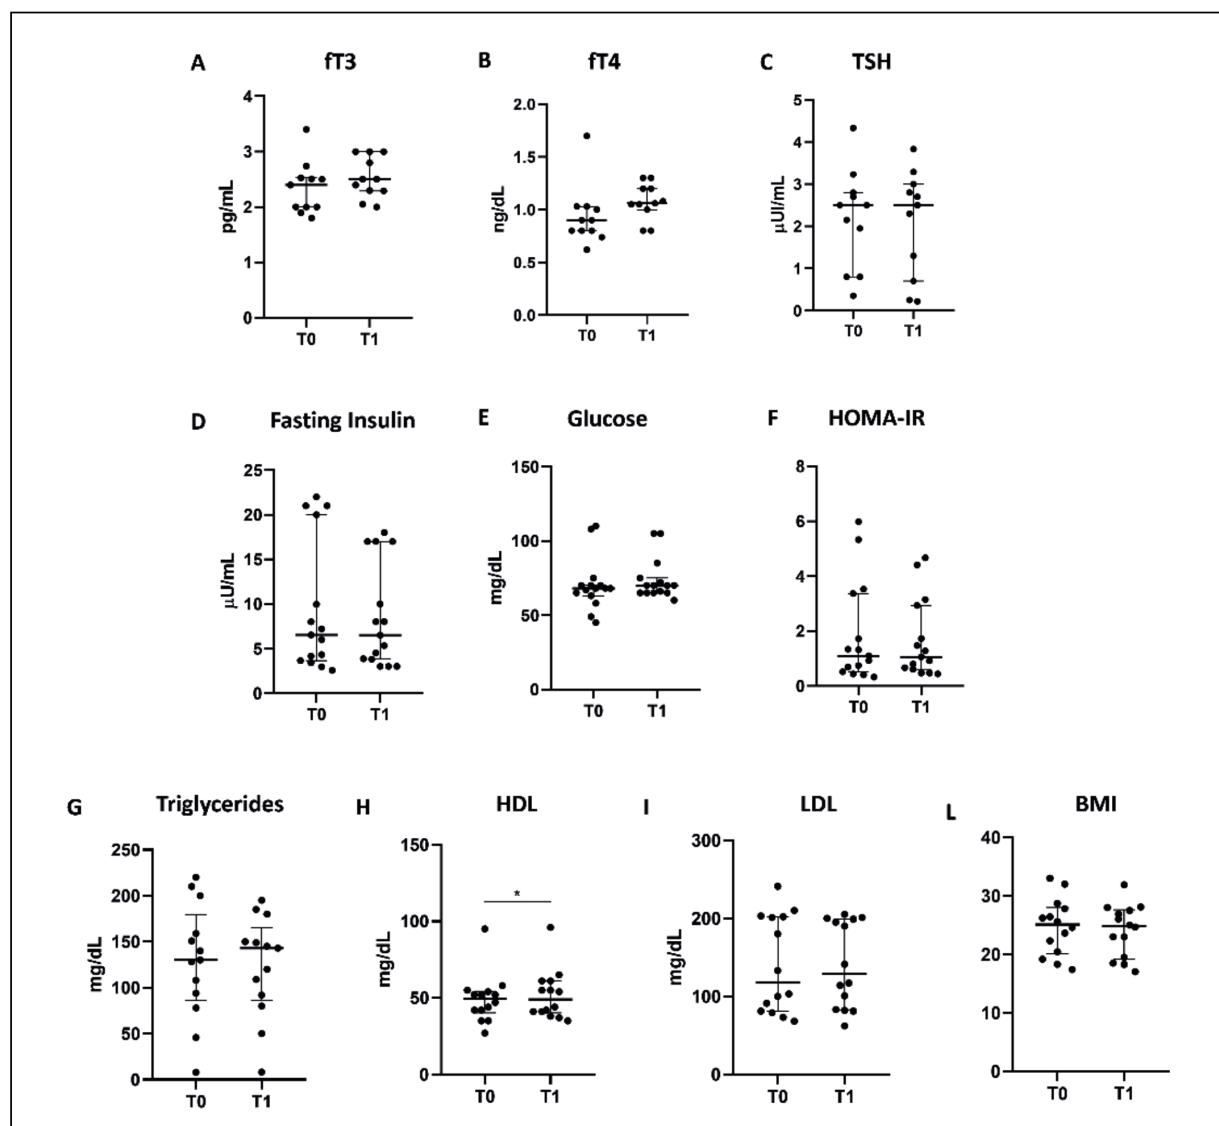 A fT3
B fT4
C TSH
pg/mL
4
3
2
1
0
T0 T1
ng/dL
2.0
1.5
1.0
0.5
0.0
T0 T1
µUI/mL
5
4
3
2
1
0
T0 T1
D Fasting Insulin
E Glucose
F HOMA-IR
µU/mL
25
20
15
10
5
0
T0 T1
mg/dL
150
100
50
0
T0 T1
8
6
4
2
0
T0 T1
G Triglycerides
H HDL
I LDL
L BMI
mg/dL
250
200
150
100
50
0
T0 T1
mg/dL
150
100
50
0
*
T0 T1
mg/dL
300
200
100
0
T0 T1
40
30
20
10
0
T0 T1